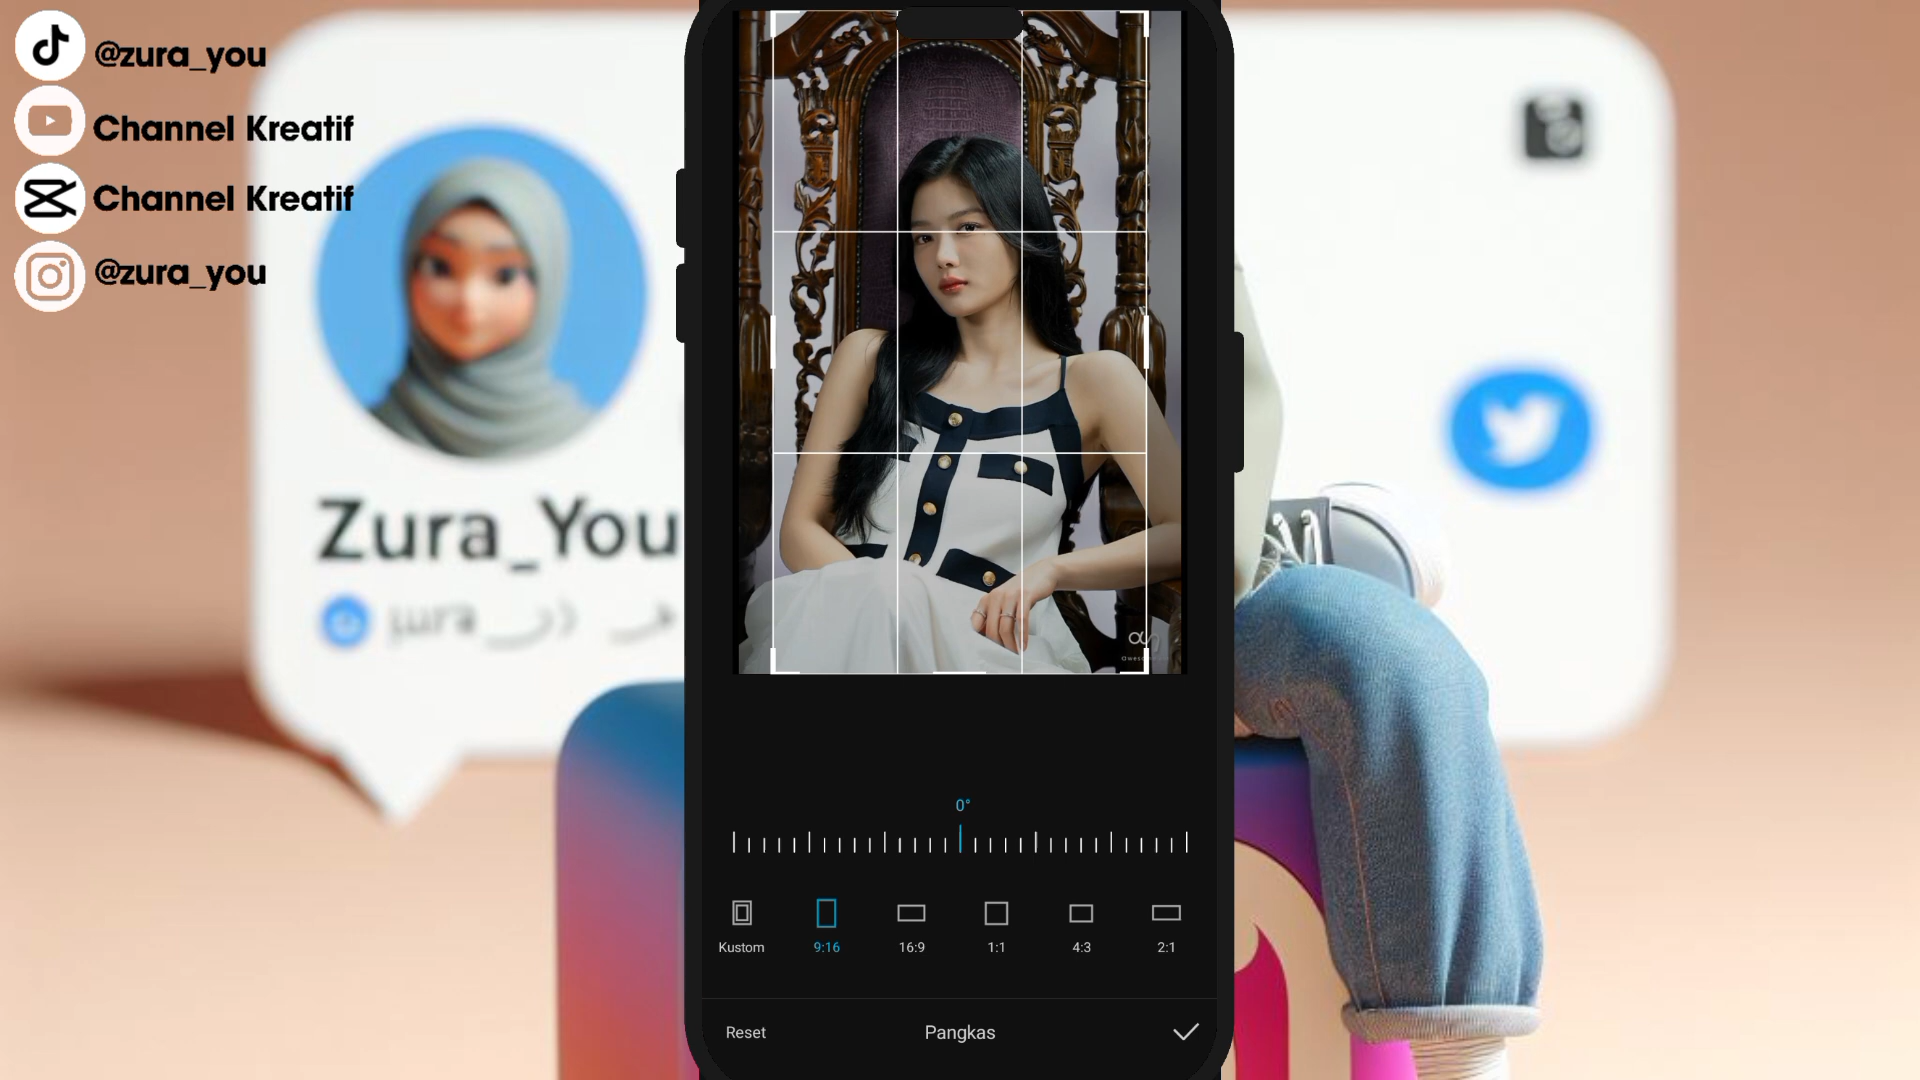 @zura_you
Channel Kreatif
Channel Kreatif
@zura_you
Zura_You
0°
Kustom
9:16
16:9
1:1
4:3
2:1
Reset
Pangkas